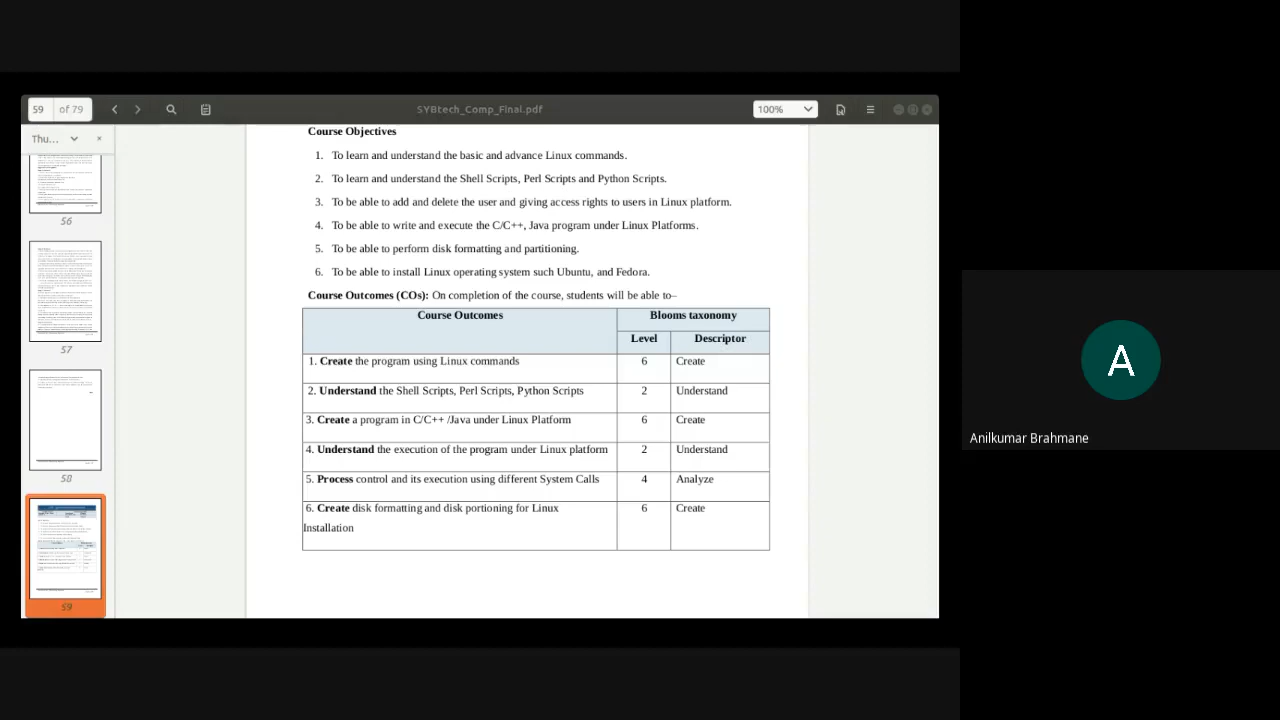 59 of 79
SYBtech_Comp_Final.pdf
100%
Thu...
56
57
58
59
Course Objectives
1. To learn and understand the basic to advance Linux commands.
2. To learn and understand the Shell Scripts, Perl Scripts and Python Scripts.
3. To be able to add and delete the user and giving access rights to users in Linux platform.
4. To be able to write and execute the C/C++, Java program under Linux Platforms.
5. To be able to perform disk formatting and partitioning.
6. To be able to install Linux operating system such Ubuntu, and Fedora.
Course Outcomes (COs): On completion of the course, students will be able to–
Course Outcomes
Blooms taxonomy
Level
Descriptor
1. Create the program using Linux commands 6 Create
2. Understand the Shell Scripts, Perl Scripts, Python Scripts 2 Understand
3. Create a program in C/C++ /Java under Linux Platform 6 Create
4. Understand the execution of the program under Linux platform 2 Understand
5. Process control and its execution using different System Calls 4 Analyze
6. Create disk formatting and disk portioning for Linux 6 Create
Installation
A
Anilkumar Brahmane